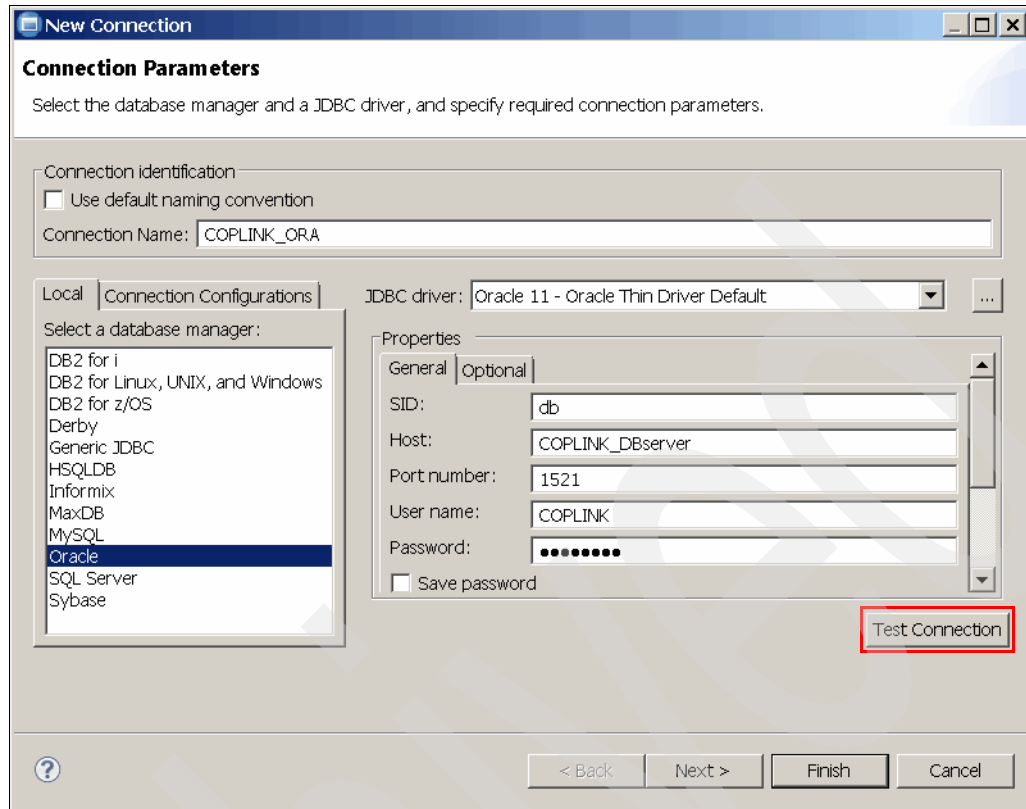 New Connection
Connection Parameters
Select the database manager and a JDBC driver, and specify required connection parameters.
Connection identification
Use default naming convention
Connection Name: COPLINK_ORA
Local Connection Configurations
Select a database manager:
DB2 for i
DB2 for Linux, UNIX, and Windows
DB2 for z/OS
Derby
Generic JDBC
HSQLDB
Informix
MaxDB
MySQL
Oracle
SQL Server
Sybase
JDBC driver: Oracle 11 - Oracle Thin Driver Default ...
Properties
General Optional
SID: db
Host: COPLINK_DBserver
Port number: 1521
User name: COPLINK
Password: ●●●●●●●●
Save password
Test Connection
? < Back Next > Finish Cancel